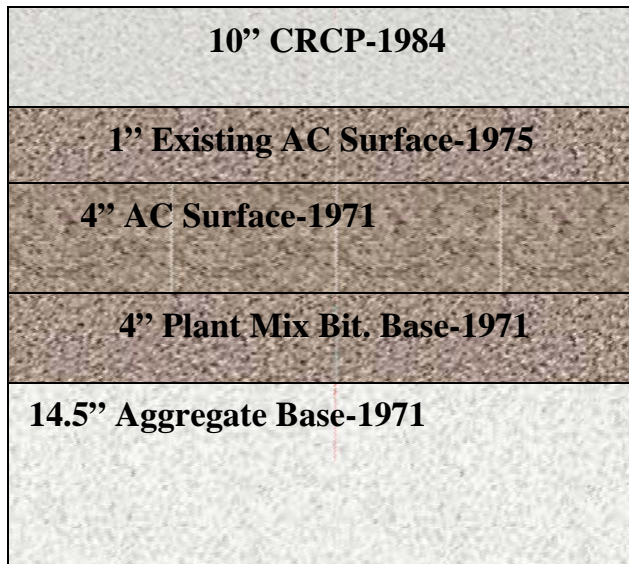 10” CRCP-1984
1” Existing AC Surface-1975
4” AC Surface-1971
4” Plant Mix Bit. Base-1971
14.5” Aggregate Base-1971